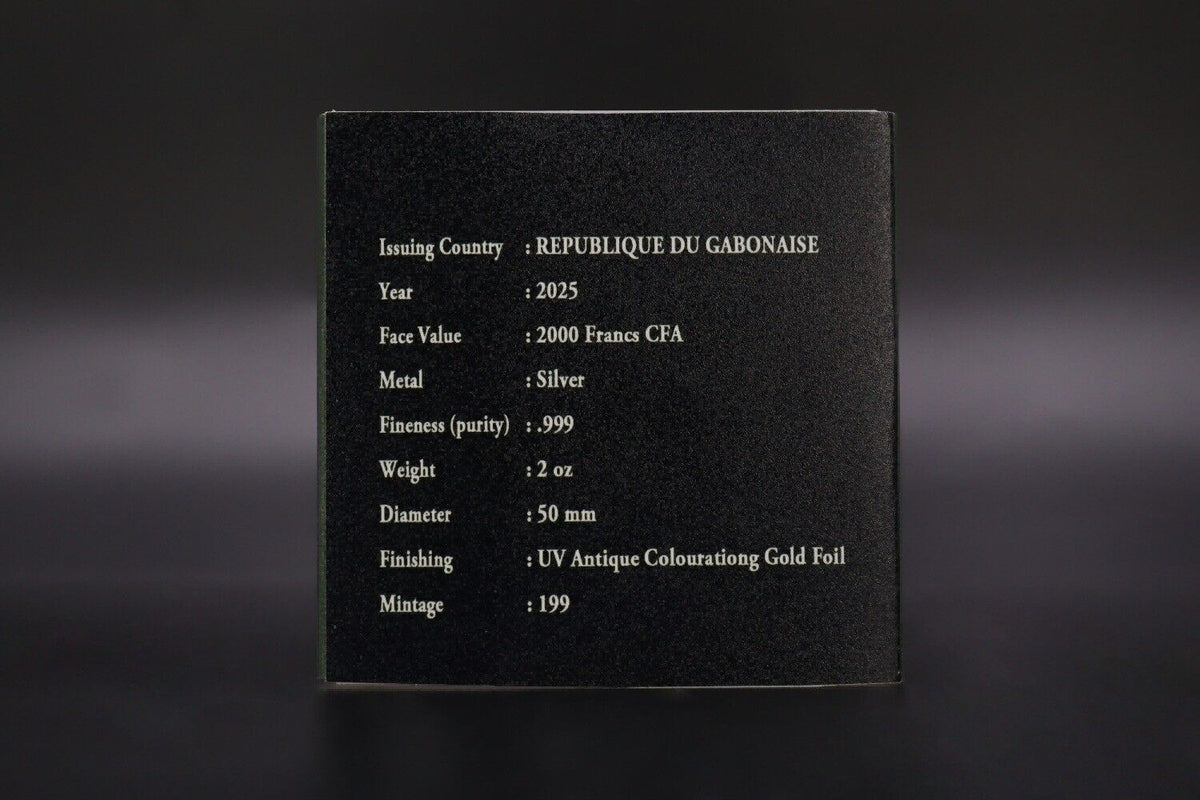 Issuing Country : REPUBLIQUE DU GABONAISE
Year : 2025
Face Value : 2000 Francs CFA
Metal : Silver
Fineness (purity) : .999
Weight : 2 oz
Diameter : 50 mm
Finishing : UV Antique Colourationg Gold Foil
Mintage : 199